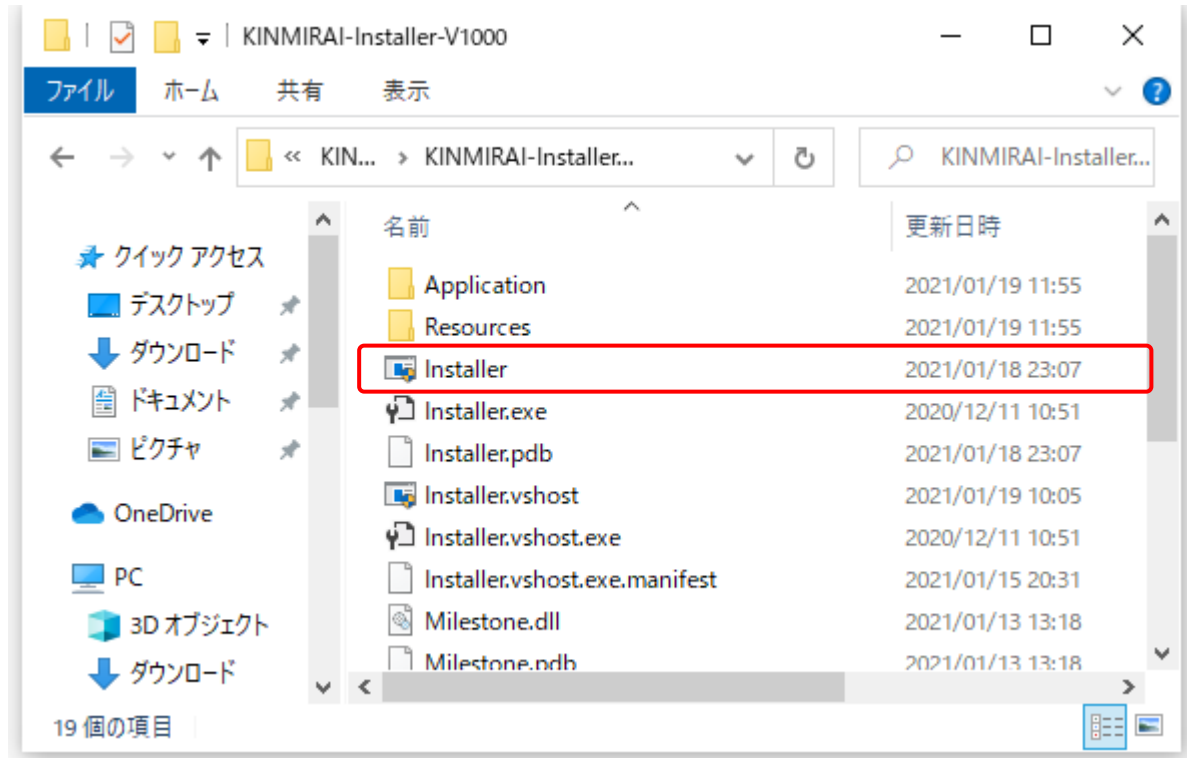 KINMIRAI-Installer-V1000
ファイル ホーム 共有 表示
« KIN... › KINMIRAI-Installer... KINMIRAI-Installer...
名前 更新日時
クイック アクセス
デスクトップ
ダウンロード
ドキュメント
ピクチャ
OneDrive
PC
3D オブジェクト
ダウンロード
Application 2021/01/19 11:55
Resources 2021/01/19 11:55
Installer 2021/01/18 23:07
Installer.exe 2020/12/11 10:51
Installer.pdb 2021/01/18 23:07
Installer.vshost 2021/01/19 10:05
Installer.vshost.exe 2020/12/11 10:51
Installer.vshost.exe.manifest 2021/01/15 20:31
Milestone.dll 2021/01/13 13:18
Milestone.pdb 2021/01/13 13:18
19 個の項目